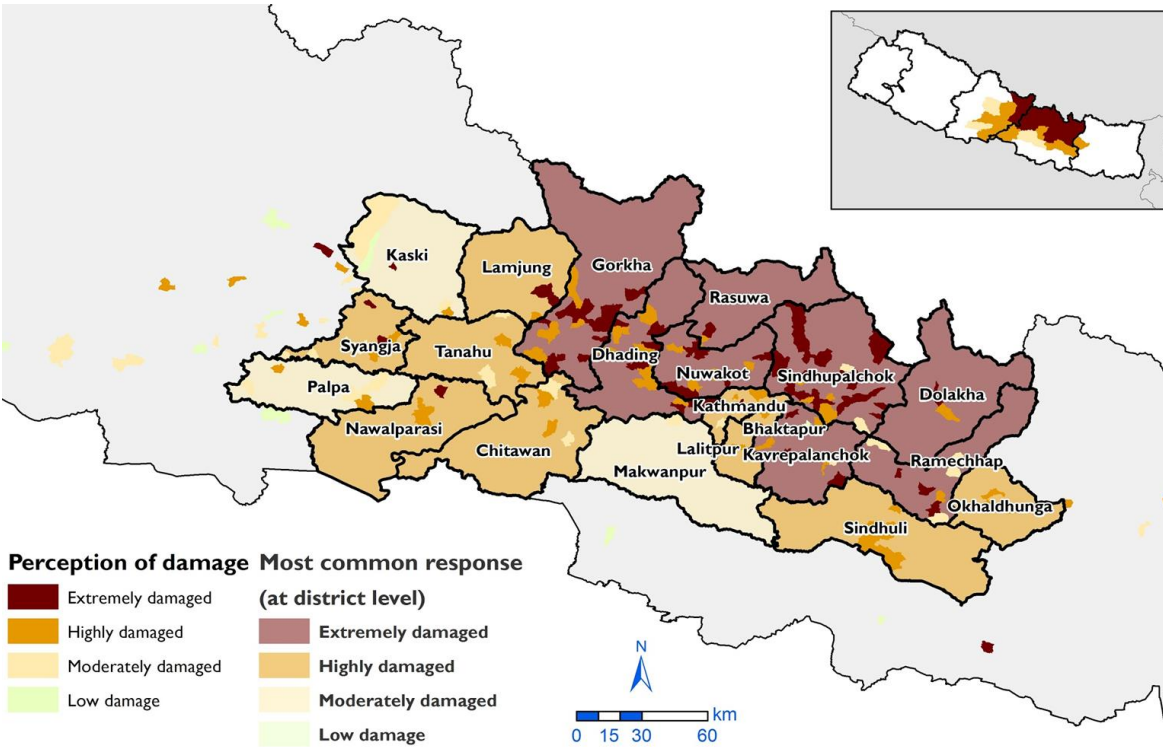 Kaski
Lamjung
Gorkha
Rasuwa
Syangja
Tanahu
Dhading
Nuwakot
Sindhupalchok
Palpa
Dolakha
Kathmandu
Nawalparasi
Bhaktapur
Chitawan
Lalitpur
Kavrepalanchok
Makwanpur
Ramechhap
Okhaldhunga
Sindhuli
Perception of damage
Extremely damaged
Highly damaged
Moderately damaged
Low damage
Most common response
(at district level)
Extremely damaged
Highly damaged
Moderately damaged
Low damage
N
km
0 15 30 60